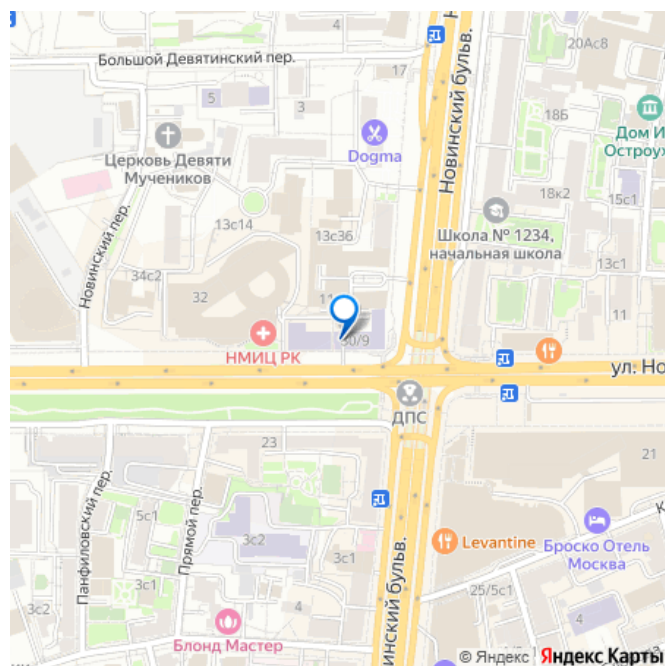 20Ас8
Большой Девятинский пер.
17
5
3
Новинский бульв.
18Б
Дом И
Остроух
Dogma
Церковь Девяти
Мучеников
18к2
15с1
13с14
13с36
Школа № 1234,
начальная школа
13с1
Новинский пер.
34с2
32
11
30/9
НМИЦ РК
ул. Но
ДПС
23
21
Панфиловский пер.
Прямой пер.
5с1
3с2
3с1
3с1
4
3с2
Levantine
Броско Отель
Москва
К
инский бульв.
25/5с1
4
Блонд Мастер
© Яндекс Яндекс Карты